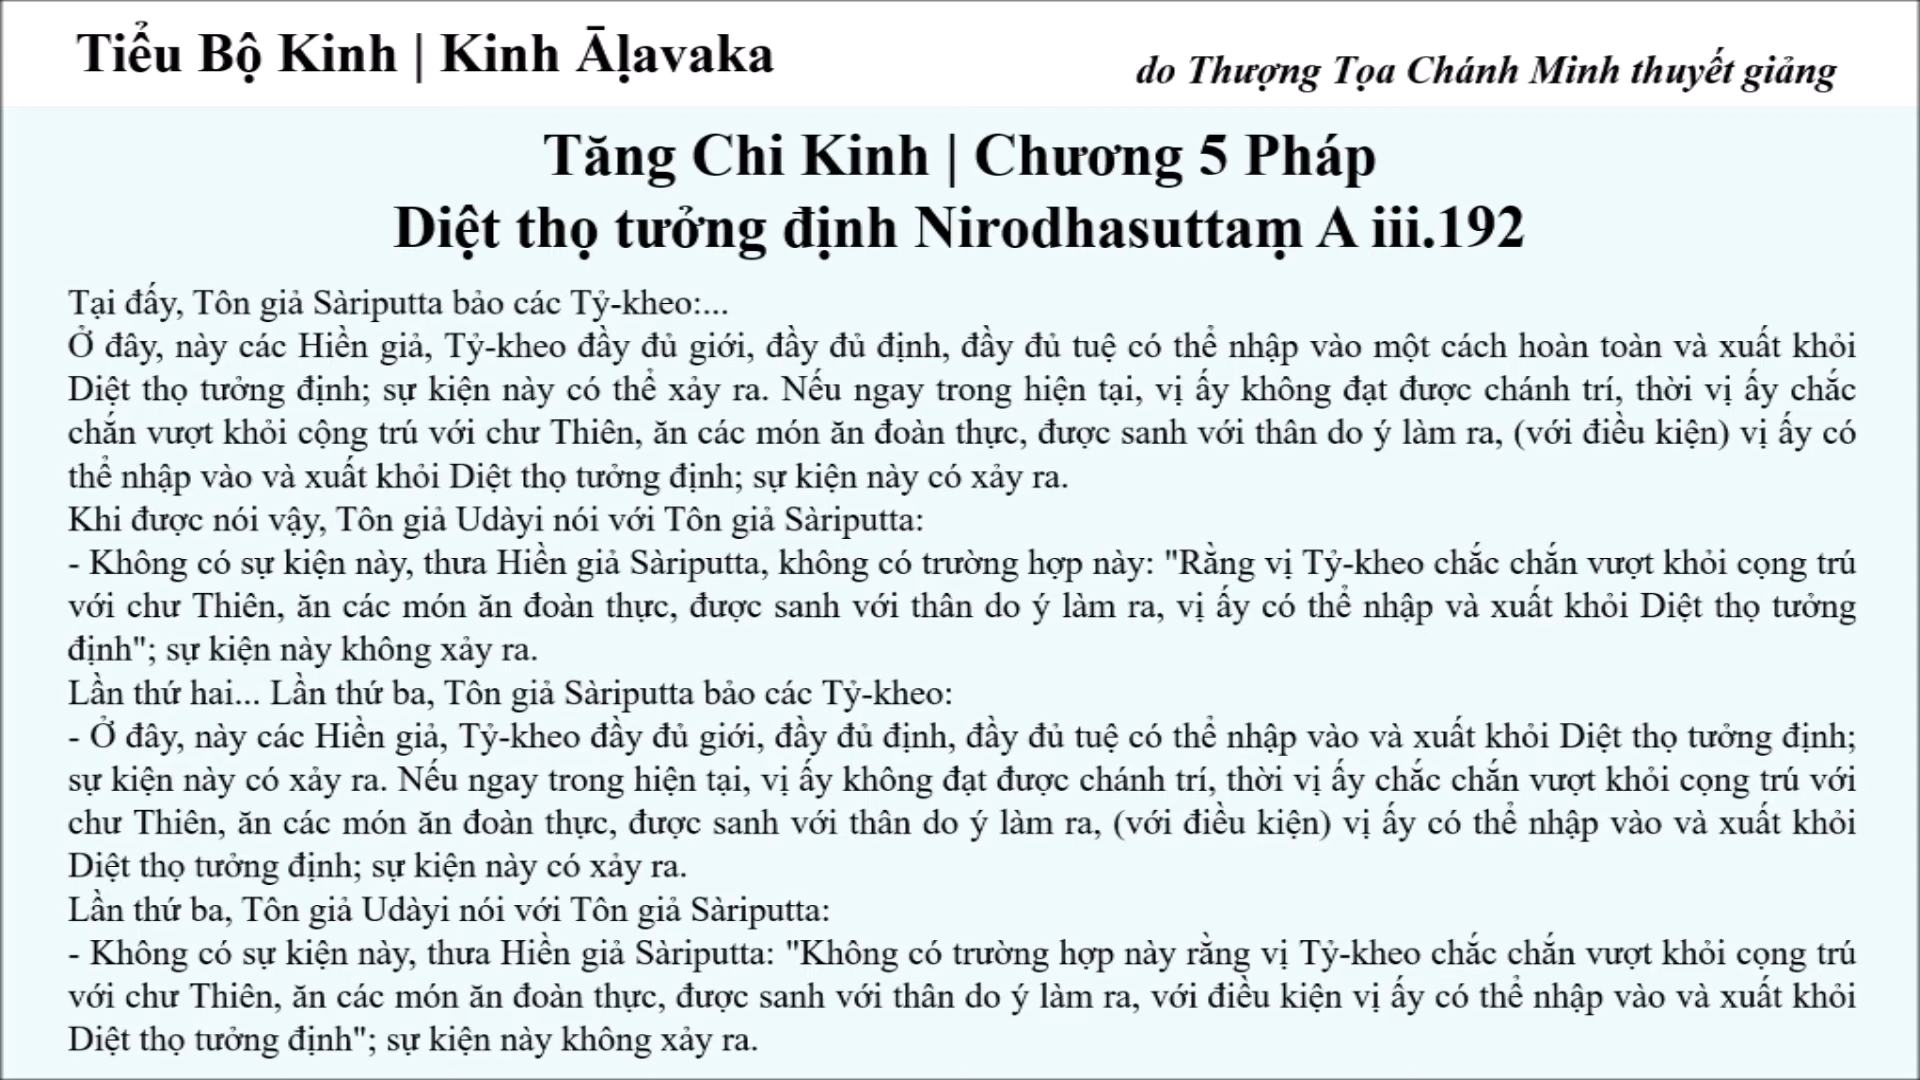 Tiểu Bộ Kinh | Kinh Āḷavaka
do Thượng Tọa Chánh Minh thuyết giảng
Tăng Chi Kinh | Chương 5 Pháp
Diệt thọ tưởng định Nirodhasuttaṃ A iii.192
Tại đấy, Tôn giả Sàriputta bảo các Tỷ-kheo:...
Ở đây, này các Hiền giả, Tỷ-kheo đầy đủ giới, đầy đủ định, đầy đủ tuệ có thể nhập vào một cách hoàn toàn và xuất khỏi
Diệt thọ tưởng định; sự kiện này có thể xảy ra. Nếu ngay trong hiện tại, vị ấy không đạt được chánh trí, thời vị ấy chắc
chắn vượt khỏi cộng trú với chư Thiên, ăn các món ăn đoàn thực, được sanh với thân do ý làm ra, (với điều kiện) vị ấy có
thể nhập vào và xuất khỏi Diệt thọ tưởng định; sự kiện này có xảy ra.
Khi được nói vậy, Tôn giả Udàyi nói với Tôn giả Sàriputta:
- Không có sự kiện này, thưa Hiền giả Sàriputta, không có trường hợp này: "Rằng vị Tỷ-kheo chắc chắn vượt khỏi cọng trú
với chư Thiên, ăn các món ăn đoàn thực, được sanh với thân do ý làm ra, vị ấy có thể nhập và xuất khỏi Diệt thọ tưởng
định"; sự kiện này không xảy ra.
Lần thứ hai... Lần thứ ba, Tôn giả Sàriputta bảo các Tỷ-kheo:
- Ở đây, này các Hiền giả, Tỷ-kheo đầy đủ giới, đầy đủ định, đầy đủ tuệ có thể nhập vào và xuất khỏi Diệt thọ tưởng định;
sự kiện này có xảy ra. Nếu ngay trong hiện tại, vị ấy không đạt được chánh trí, thời vị ấy chắc chắn vượt khỏi cọng trú với
chư Thiên, ăn các món ăn đoàn thực, được sanh với thân do ý làm ra, (với điều kiện) vị ấy có thể nhập vào và xuất khỏi
Diệt thọ tưởng định; sự kiện này có xảy ra.
Lần thứ ba, Tôn giả Udàyi nói với Tôn giả Sàriputta:
- Không có sự kiện này, thưa Hiền giả Sàriputta: "Không có trường hợp này rằng vị Tỷ-kheo chắc chắn vượt khỏi cọng trú
với chư Thiên, ăn các món ăn đoàn thực, được sanh với thân do ý làm ra, với điều kiện vị ấy có thể nhập vào và xuất khỏi
Diệt thọ tưởng định"; sự kiện này không xảy ra.